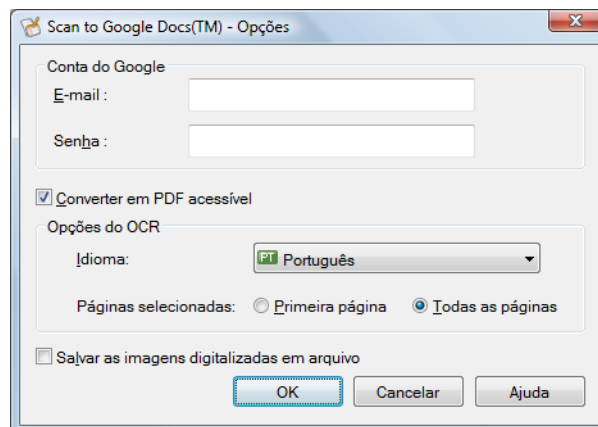 Scan to Google Docs(TM) - Opções
Conta do Google
E-mail :
Senha :
Converter em PDF acessível
Opções do OCR
Idioma: PT Português
Páginas selecionadas: Primeira página Todas as páginas
Salvar as imagens digitalizadas em arquivo
OK Cancelar Ajuda